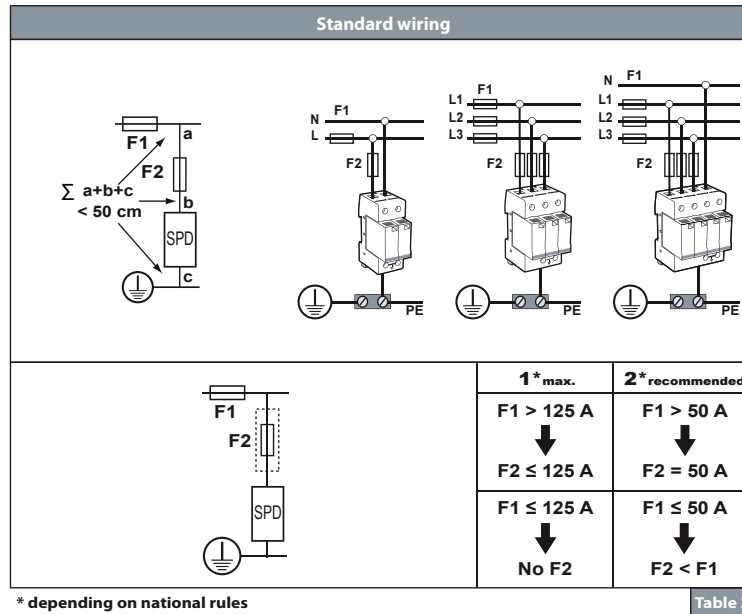 Standard wiring
F1
a
F2
∑ a+b+c
< 50 cm
b
SPD
c
F1
N
L
F2
PE
F1
L1
L2
L3
F2
PE
N F1
L1
L2
L3
F2
PE
F1
F2
SPD
1*max. 2*recommended
F1 > 125 A F1 > 50 A
F2 ≤ 125 A F2 = 50 A
F1 ≤ 125 A F1 ≤ 50 A
No F2 F2 < F1
* depending on national rules
Table